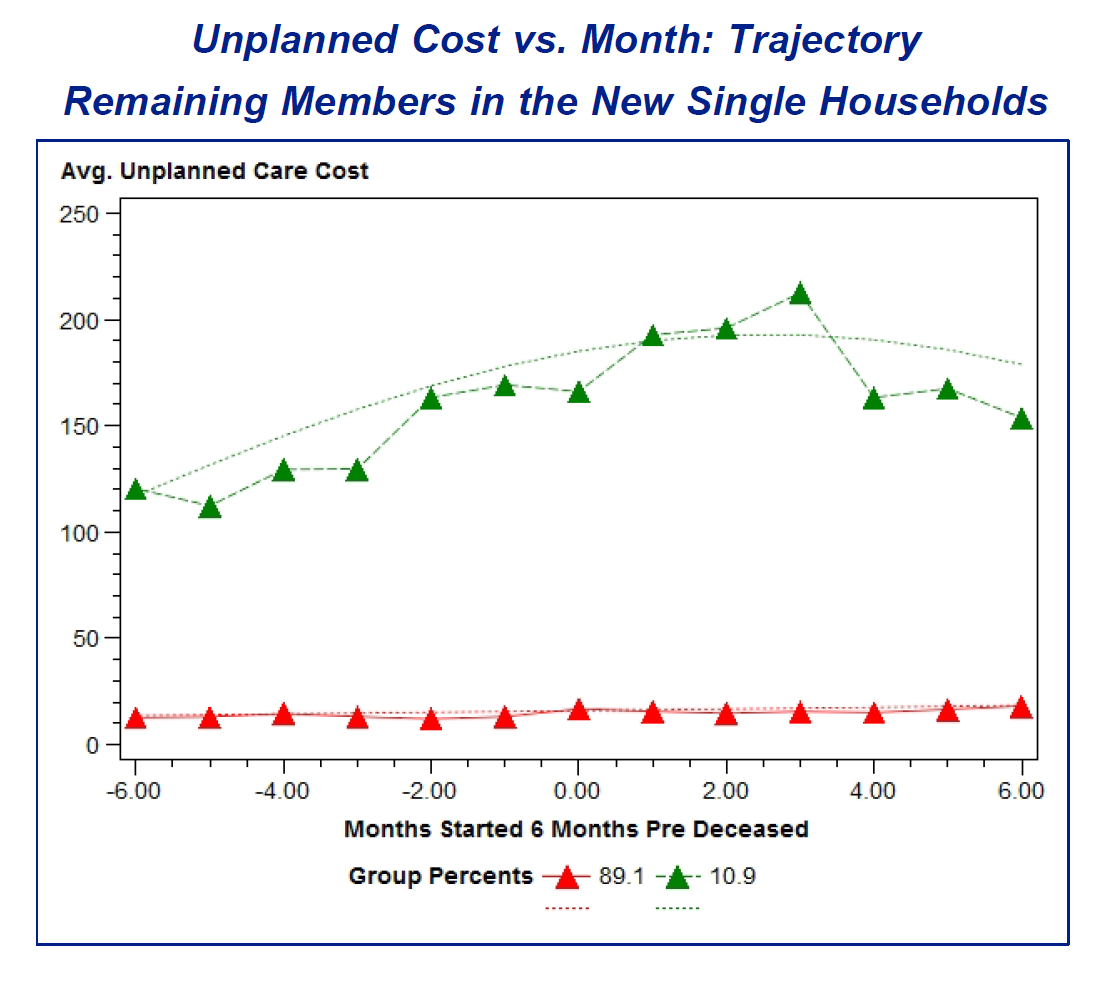 Unplanned Cost vs. Month: Trajectory
Remaining Members in the New Single Households
Avg. Unplanned Care Cost
250
200
150
100
50
0
-6.00 -4.00 -2.00 0.00 2.00 4.00 6.00
Months Started 6 Months Pre Deceased
Group Percents 89.1 10.9